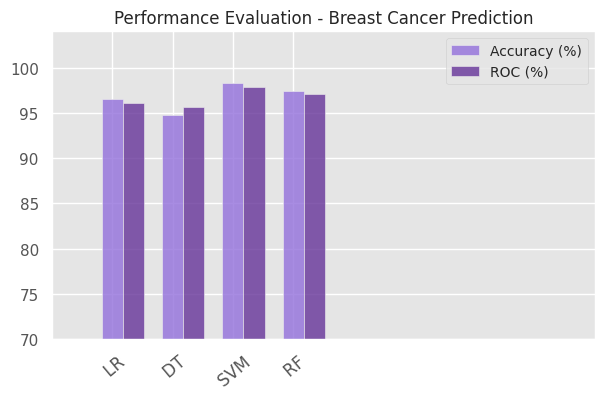 Performance Evaluation - Breast Cancer Prediction
Accuracy (%)
ROC (%)
100
95
90
85
80
75
70
LR
DT
SVM
RF